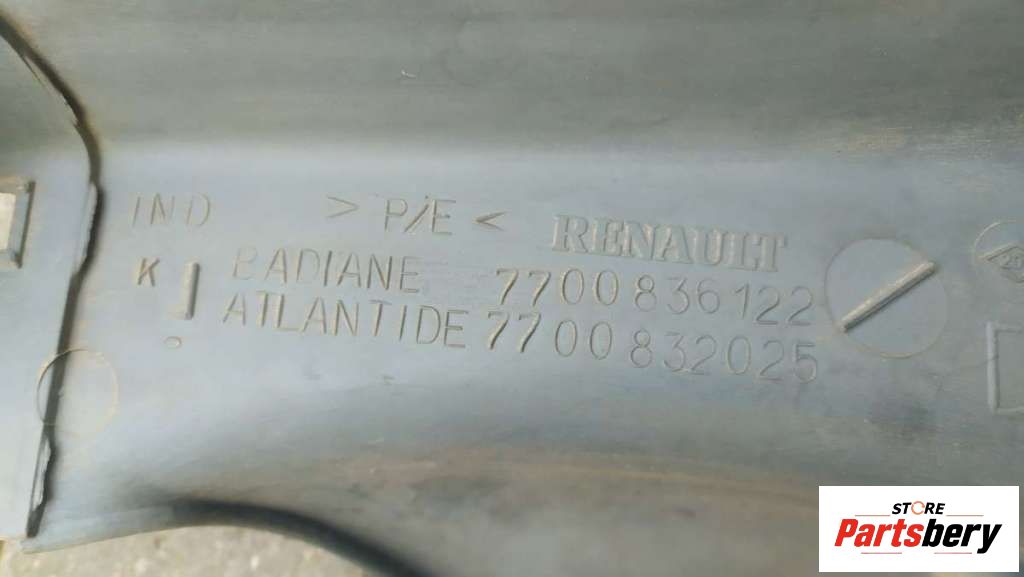 IND > P/E < RENAULT
K BADIANE 7700836122
ATLANTIDE 7700832025
STORE
Partsbery